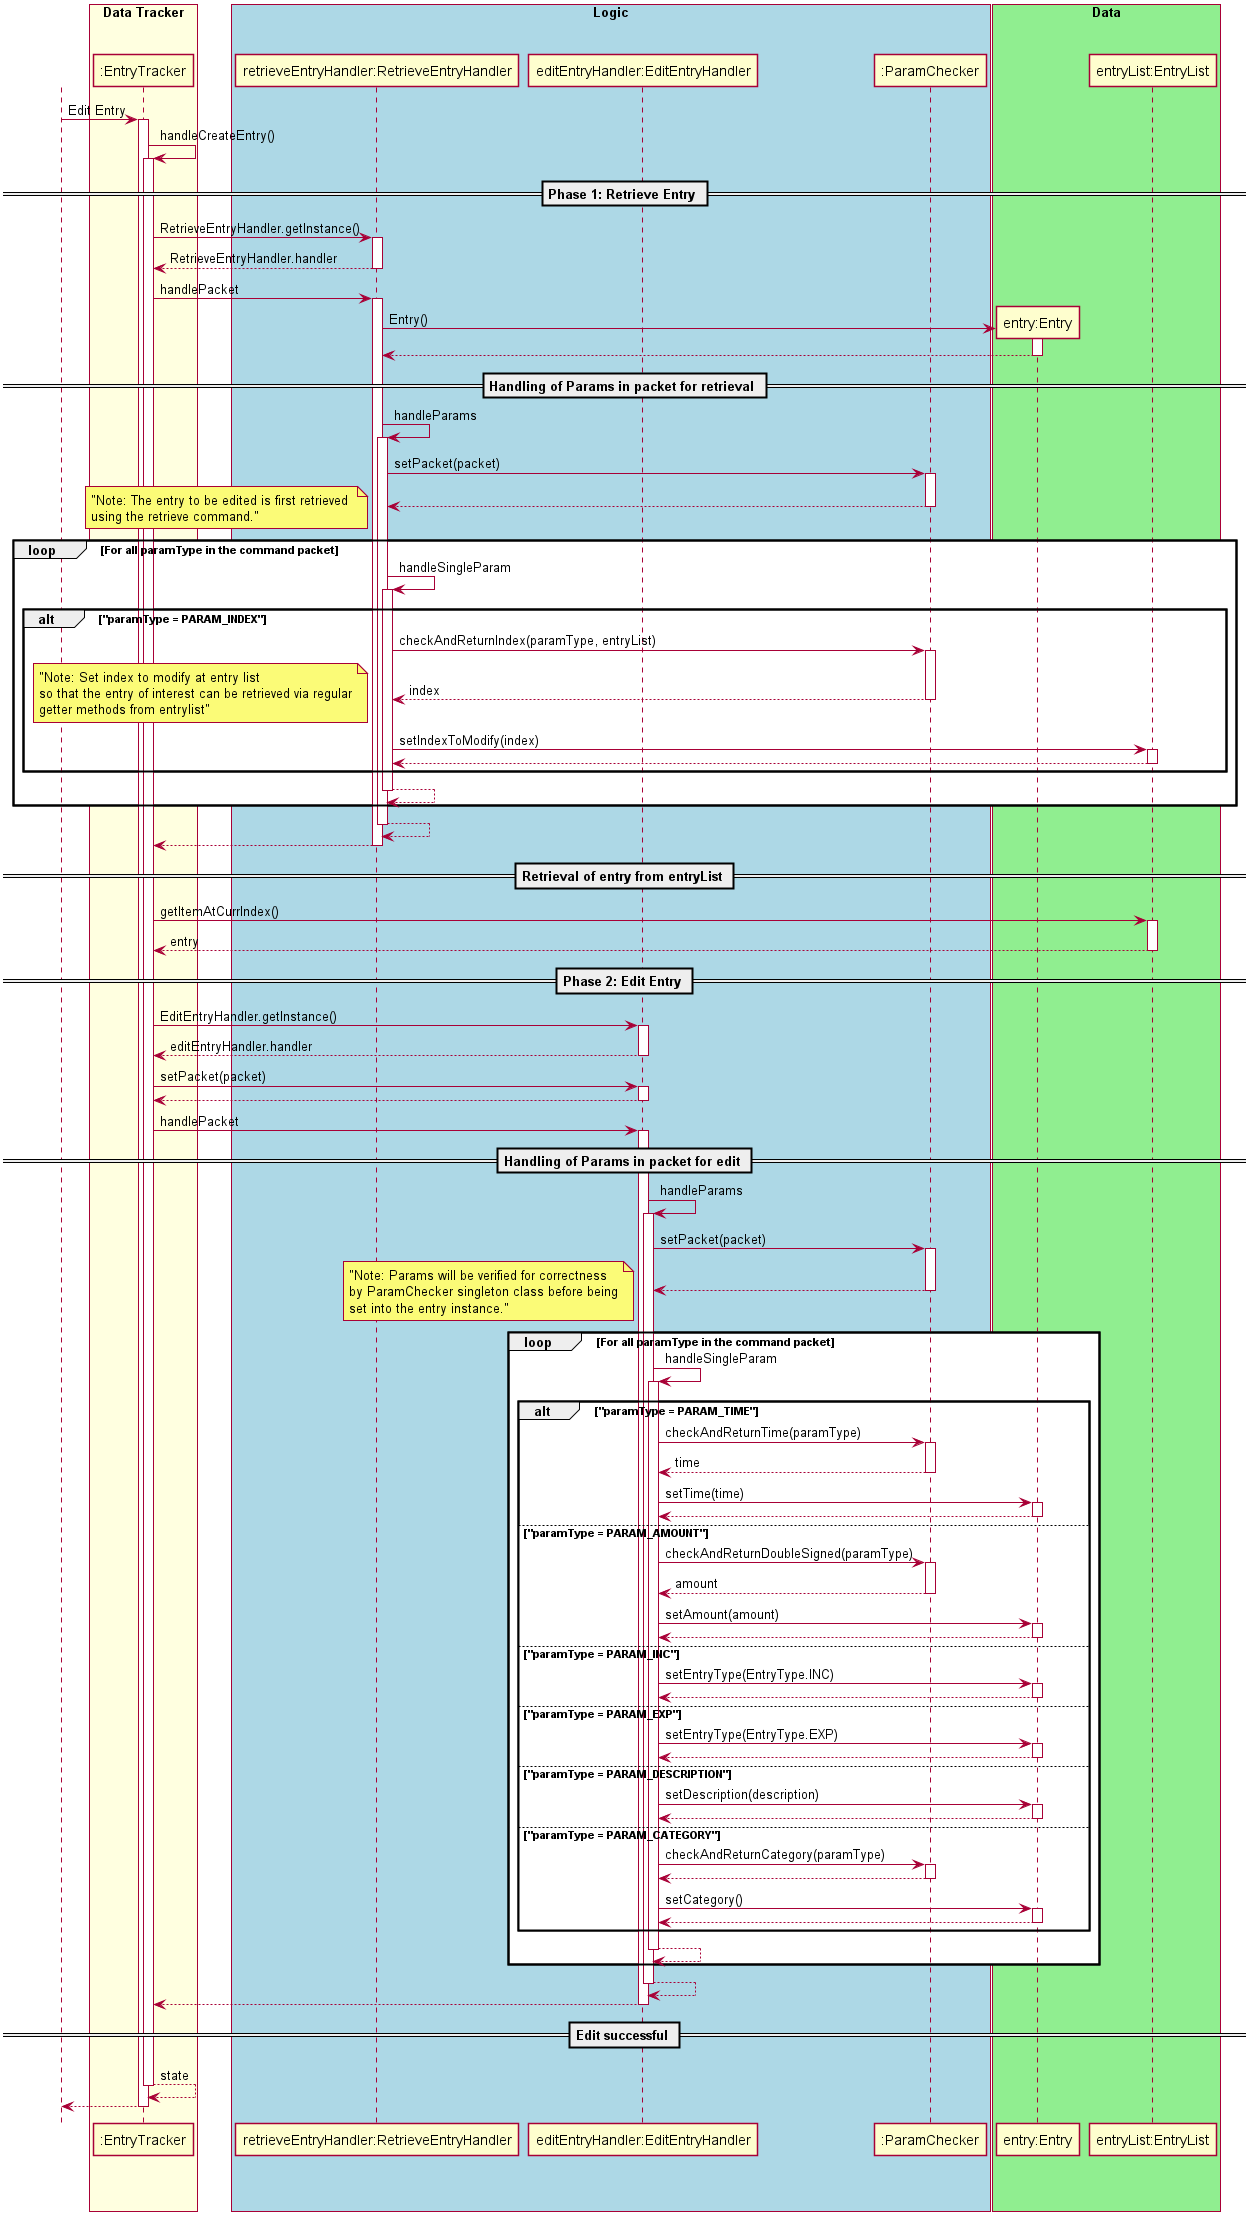 Data Tracker
Logic
Data
:EntryTracker
retrieveEntryHandler:RetrieveEntryHandler
editEntryHandler:EditEntryHandler
:ParamChecker
entryList:EntryList
Edit Entry
handleCreateEntry()
Phase 1: Retrieve Entry
RetrieveEntryHandler.getInstance()
RetrieveEntryHandler.handler
handlePacket
Entry()
entry:Entry
Handling of Params in packet for retrieval
handleParams
setPacket(packet)
"Note: The entry to be edited is first retrieved
using the retrieve command."
loop
[For all paramType in the command packet]
handleSingleParam
alt
["paramType = PARAM_INDEX"]
checkAndReturnIndex(paramType, entryList)
"Note: Set index to modify at entry list
so that the entry of interest can be retrieved via regular
getter methods from entrylist"
index
setIndexToModify(index)
Retrieval of entry from entryList
getItemAtCurrIndex()
entry
Phase 2: Edit Entry
EditEntryHandler.getInstance()
editEntryHandler.handler
setPacket(packet)
handlePacket
Handling of Params in packet for edit
handleParams
setPacket(packet)
"Note: Params will be verified for correctness
by ParamChecker singleton class before being
set into the entry instance."
loop
[For all paramType in the command packet]
handleSingleParam
alt
["paramType = PARAM_TIME"]
checkAndReturnTime(paramType)
time
setTime(time)
["paramType = PARAM_AMOUNT"]
checkAndReturnDoubleSigned(paramType)
amount
setAmount(amount)
["paramType = PARAM_INC"]
setEntryType(EntryType.INC)
["paramType = PARAM_EXP"]
setEntryType(EntryType.EXP)
["paramType = PARAM_DESCRIPTION"]
setDescription(description)
["paramType = PARAM_CATEGORY"]
checkAndReturnCategory(paramType)
setCategory()
Edit successful
state
:EntryTracker
retrieveEntryHandler:RetrieveEntryHandler
editEntryHandler:EditEntryHandler
:ParamChecker
entry:Entry
entryList:EntryList